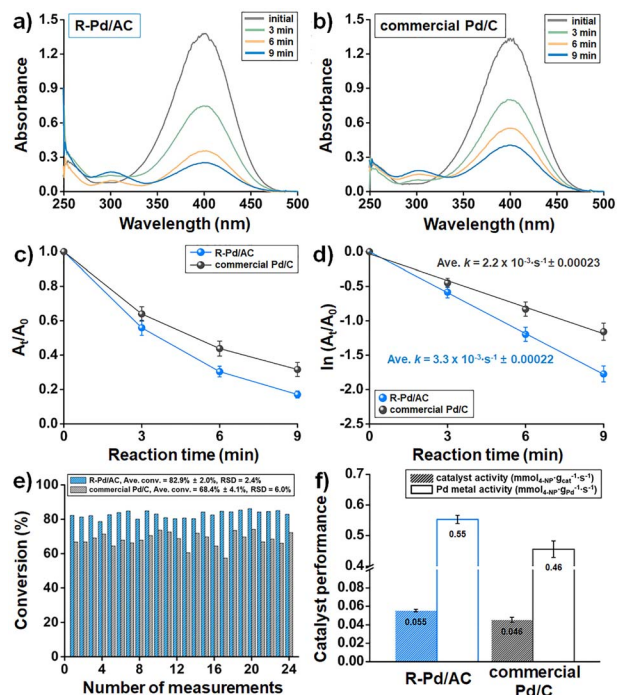 a)
R-Pd/AC
initial
3 min
6 min
9 min
Absorbance
1.5
1.2
0.9
0.6
0.3
0.0
250 300 350 400 450 500
Wavelength (nm)
b)
commercial Pd/C
initial
3 min
6 min
9 min
Absorbance
1.5
1.2
0.9
0.6
0.3
0.0
250 300 350 400 450 500
Wavelength (nm)
c)
R-Pd/AC
commercial Pd/C
At/A0
1.0
0.8
0.6
0.4
0.2
0.0
0 3 6 9
Reaction time (min)
d)
Ave. k = 2.2 x 10⁻³·s⁻¹ ± 0.00023
Ave. k = 3.3 x 10⁻³·s⁻¹ ± 0.00022
R-Pd/AC
commercial Pd/C
ln (At/A0)
0.0
-0.5
-1.0
-1.5
-2.0
-2.5
0 3 6 9
Reaction time (min)
e)
R-Pd/AC, Ave. conv. = 82.9% ± 2.0%, RSD = 2.4%
commercial Pd/C, Ave. conv. = 68.4% ± 4.1%, RSD = 6.0%
Conversion (%)
100
80
60
40
20
0
0 4 8 12 16 20 24
Number of measurements
f)
catalyst activity (mmol4-NP·gcat⁻¹·s⁻¹)
Pd metal activity (mmol4-NP·gPd⁻¹·s⁻¹)
Catalyst performance
0.7
0.6
0.5
0.4
0.06
0.04
0.02
0.00
0.55
0.055
0.46
0.046
R-Pd/AC
commercial
Pd/C